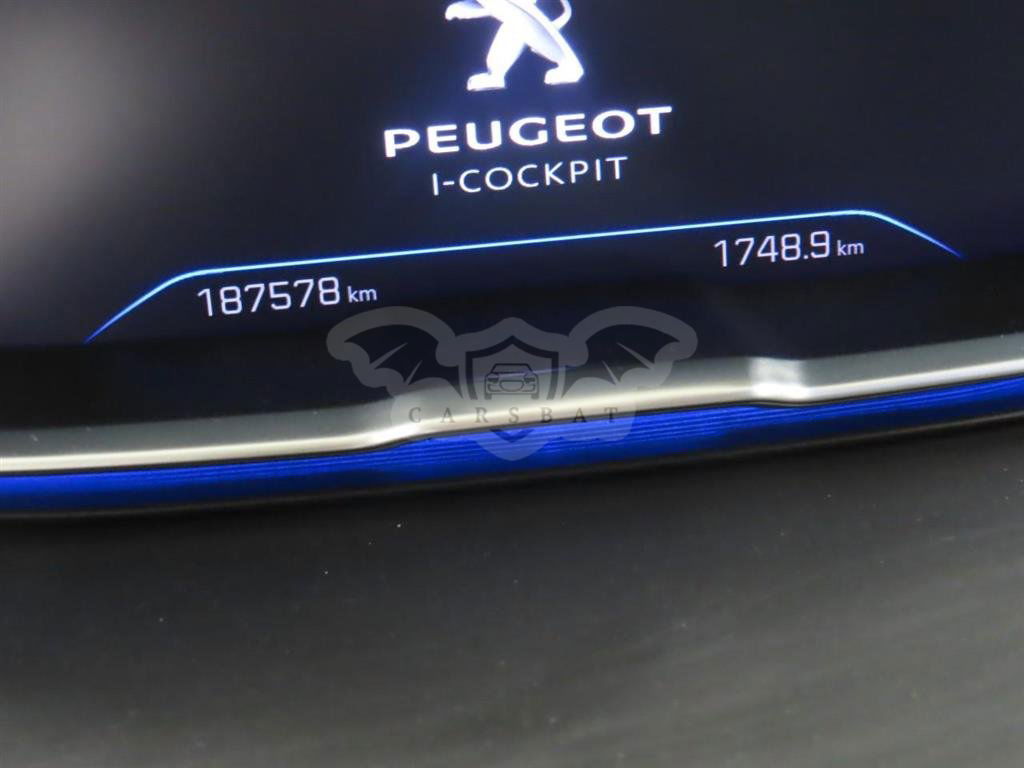 PEUGEOT
I-COCKPIT
187578 km
1748.9 km
CARSBAT